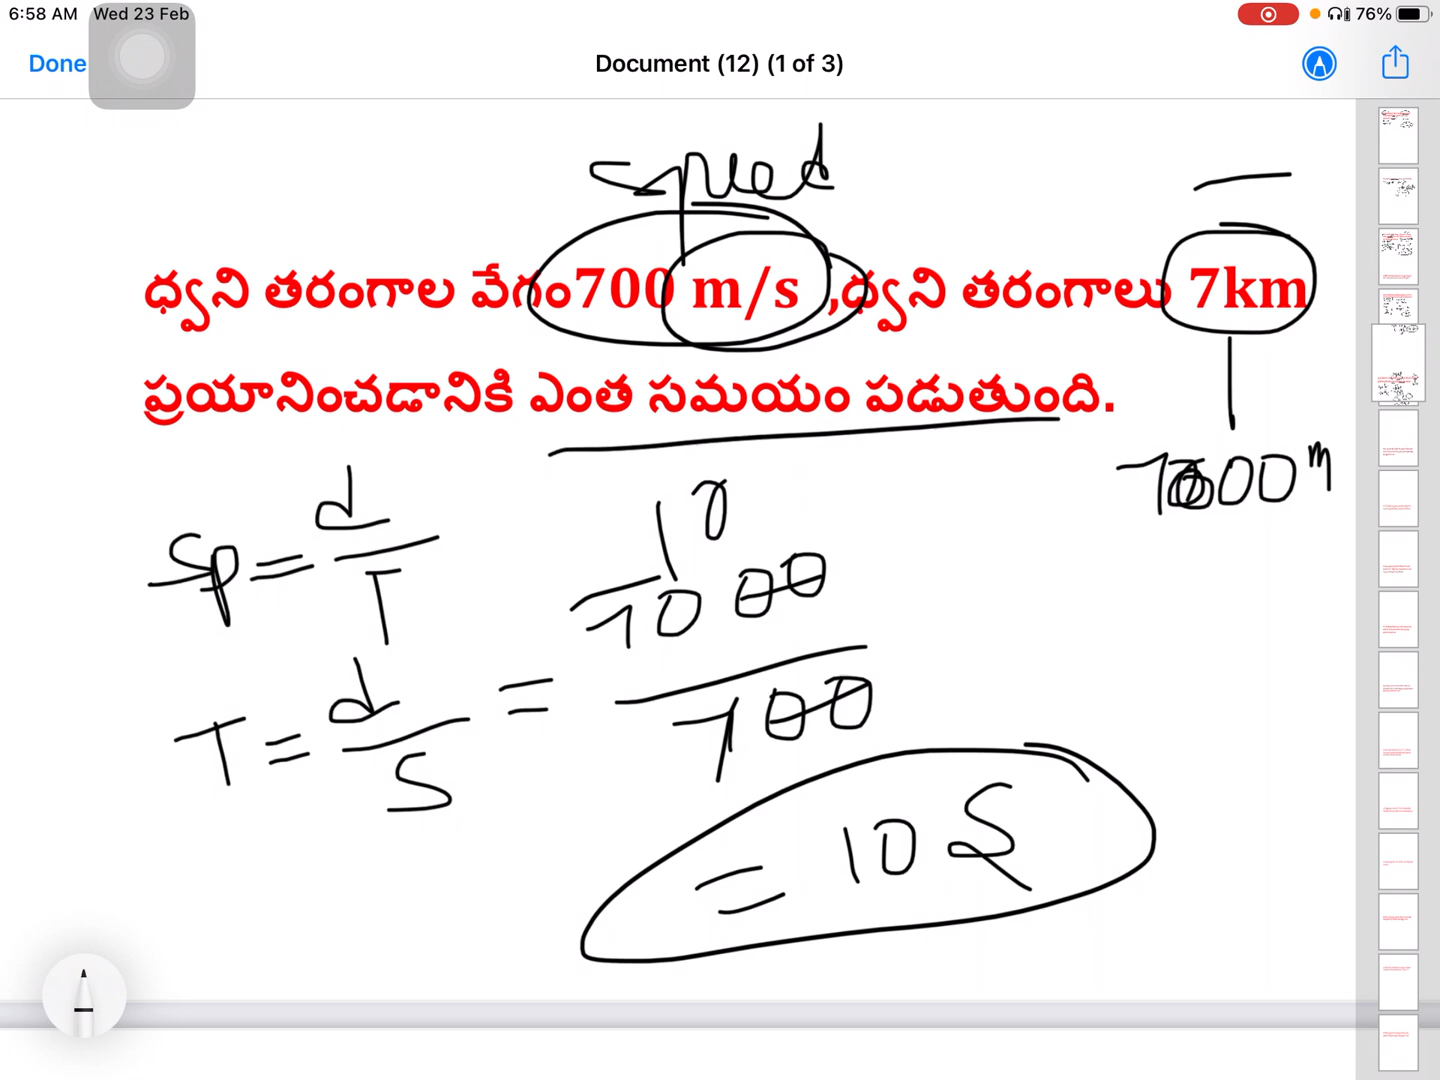 6:58 AM Wed 23 Feb 76%
Done Document (12) (1 of 3)
speed
ధ్వని తరంగాల వేగం700 m/s ,ధ్వని తరంగాలు 7km
ప్రయానించడానికి ఎంత సమయం పడుతుంది.
7000 m
Sp = d/T
T = d/S = 7000/700
10
= 10 S